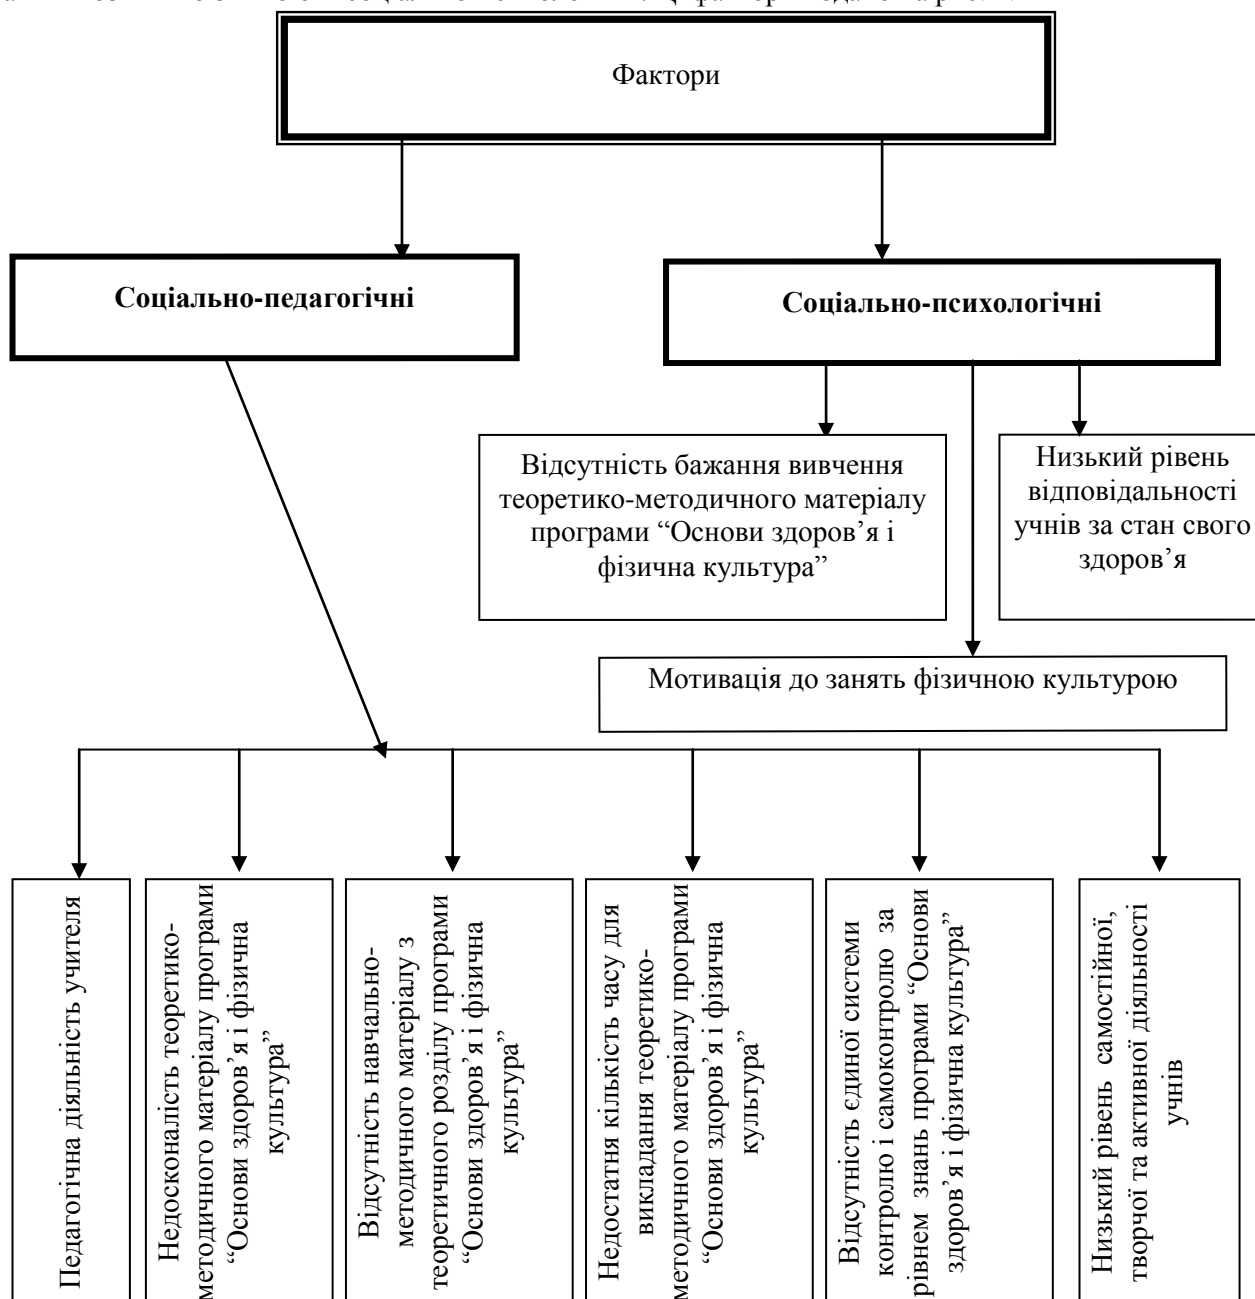 Фактори
Соціально-педагогічні
Соціально-психологічні
Відсутність бажання вивчення
теоретико-методичного матеріалу
програми “Основи здоров’я і
фізична культура”
Низький рівень
відповідальності
учнів за стан свого
здоров’я
Мотивація до занять фізичною культурою
Педагогічна діяльність учителя
Недосконалість теоретико-
методичного матеріалу програми
“Основи здоров’я і фізична
культура”
Відсутність навчально-
методичного матеріалу з
теоретичного розділу програми
“Основи здоров’я і фізична
культура”
Недостатня кількість часу для
викладання теоретико-
методичного матеріалу програми
“Основи здоров’я і фізична
культура”
Відсутність єдиної системи
контролю і самоконтролю за
рівнем знань програми “Основи
здоров’я і фізична культура”
Низький рівень самостійної,
творчої та активної діяльності
учнів